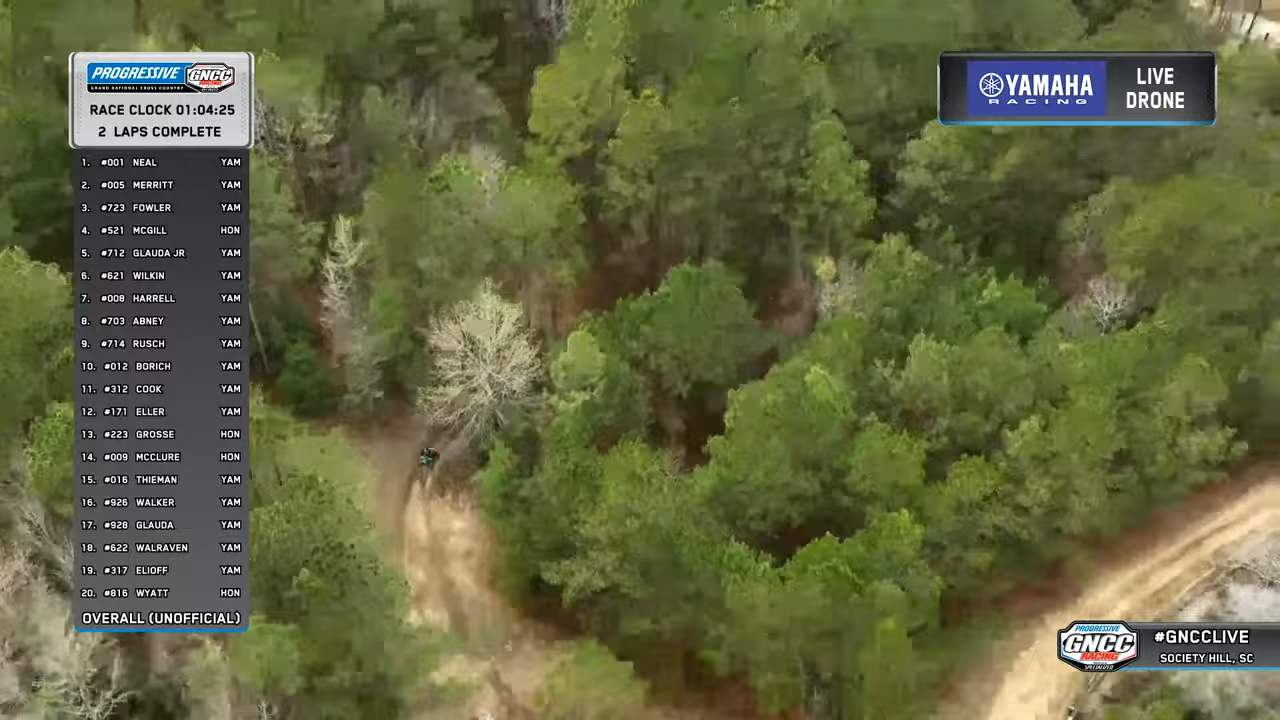 PROGRESSIVE GNCC RACING
GRAND NATIONAL CROSS COUNTRY
RACE CLOCK 01:04:25
2 LAPS COMPLETE
1. #001 NEAL YAM
2. #005 MERRITT YAM
3. #723 FOWLER YAM
4. #521 MCGILL HON
5. #712 GLAUDA JR YAM
6. #621 WILKIN YAM
7. #008 HARRELL YAM
8. #703 ABNEY YAM
9. #714 RUSCH YAM
10. #012 BORICH YAM
11. #312 COOK YAM
12. #171 ELLER YAM
13. #223 GROSSE HON
14. #009 MCCLURE HON
15. #016 THIEMAN YAM
16. #926 WALKER YAM
17. #928 GLAUDA YAM
18. #622 WALRAVEN YAM
19. #317 ELIOFF YAM
20. #816 WYATT HON
OVERALL (UNOFFICIAL)
YAMAHA
RACING
LIVE
DRONE
PROGRESSIVE
GNCC
RACING
SPECIALIZED
#GNCCLIVE
SOCIETY HILL, SC